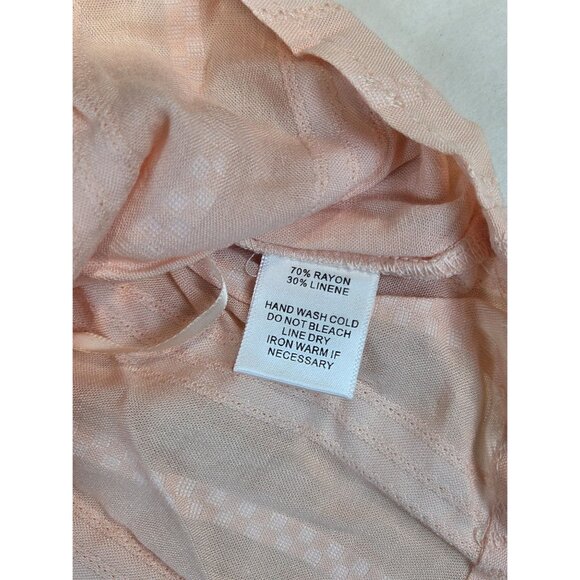 70% RAYON
30% LINENE
HAND WASH COLD
DO NOT BLEACH
LINE DRY
IRON WARM IF
NECESSARY